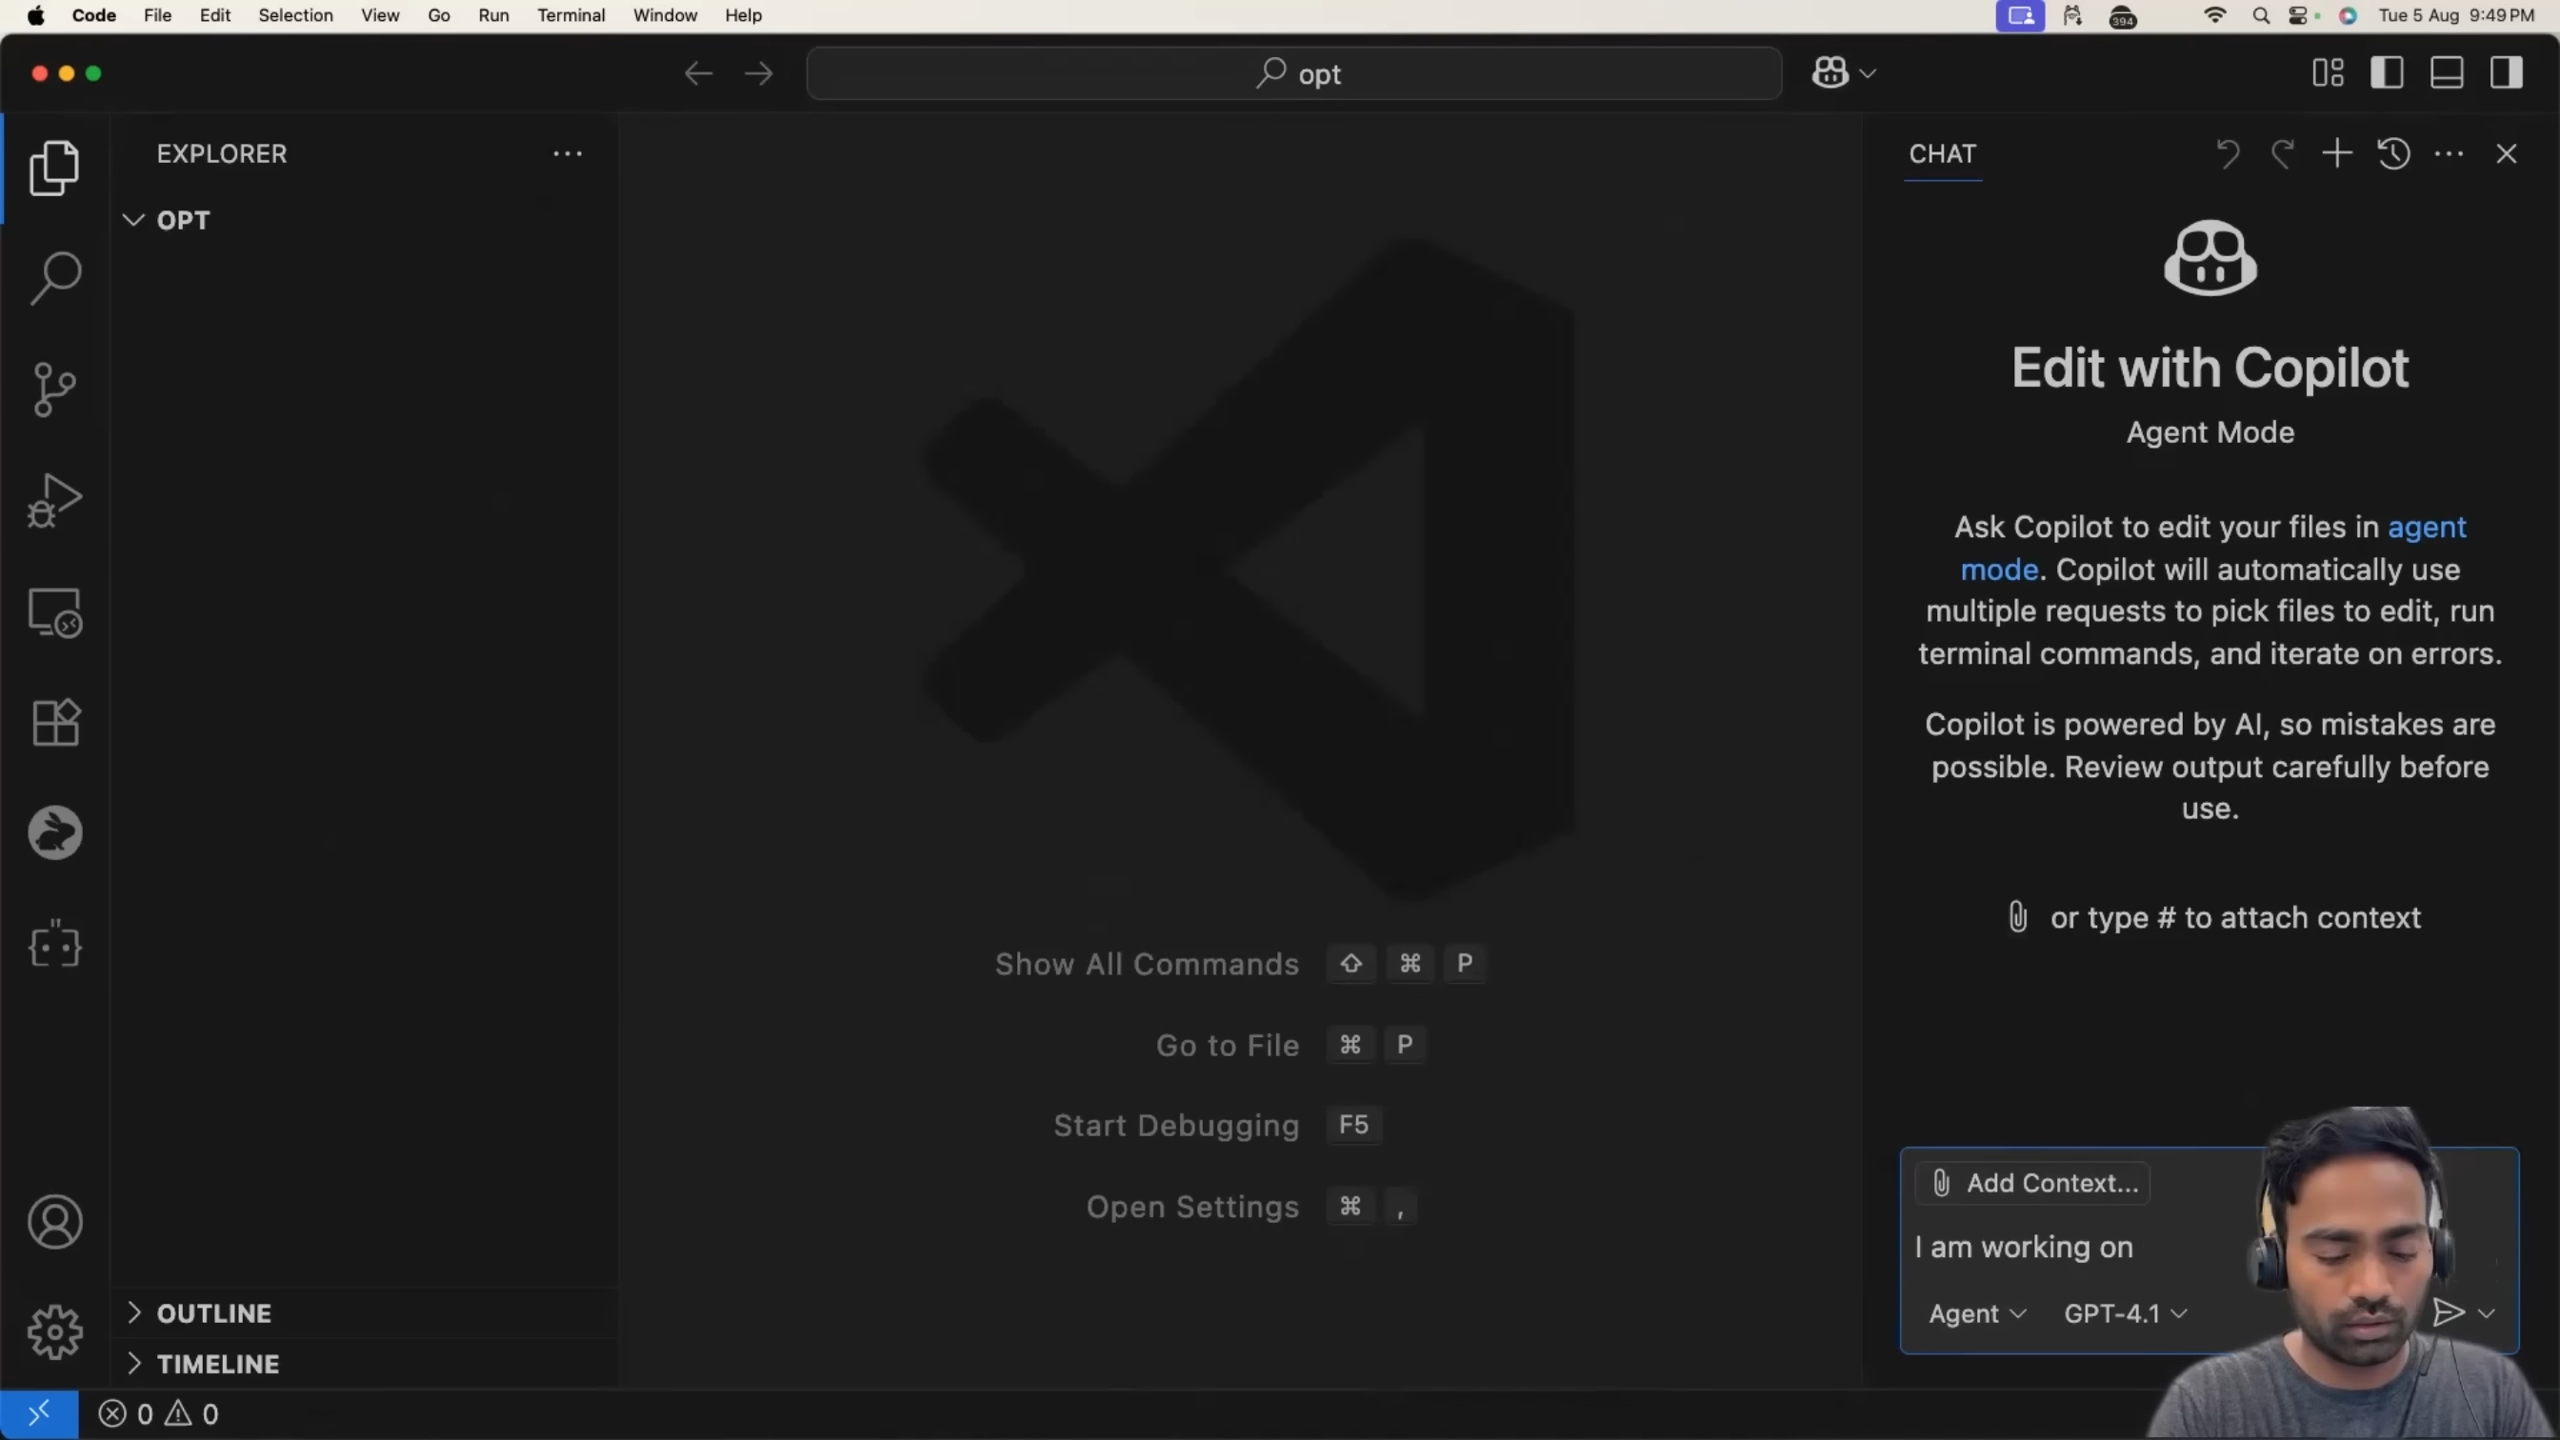 Code File Edit Selection View Go Run Terminal Window Help
394
Tue 5 Aug 9:49 PM
opt
EXPLORER
OPT
OUTLINE
TIMELINE
0 0
Show All Commands ⇧ ⌘ P
Go to File ⌘ P
Start Debugging F5
Open Settings ⌘ ,
CHAT
Edit with Copilot
Agent Mode
Ask Copilot to edit your files in agent
mode. Copilot will automatically use
multiple requests to pick files to edit, run
terminal commands, and iterate on errors.
Copilot is powered by AI, so mistakes are
possible. Review output carefully before
use.
or type # to attach context
Add Context...
I am working on
Agent GPT-4.1